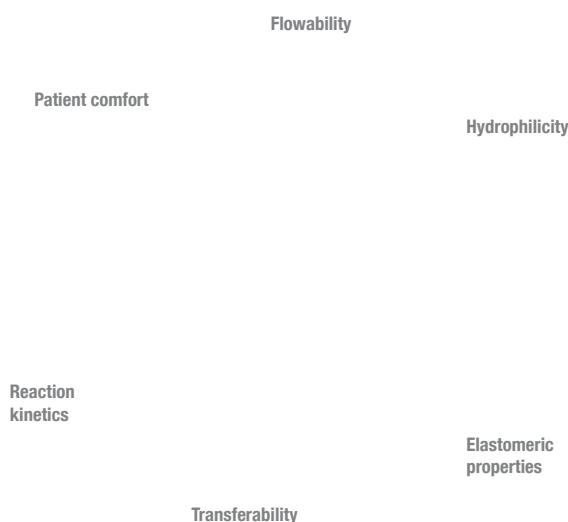 Flowability
Patient comfort
Hydrophilicity
Reaction
kinetics
Elastomeric
properties
Transferability